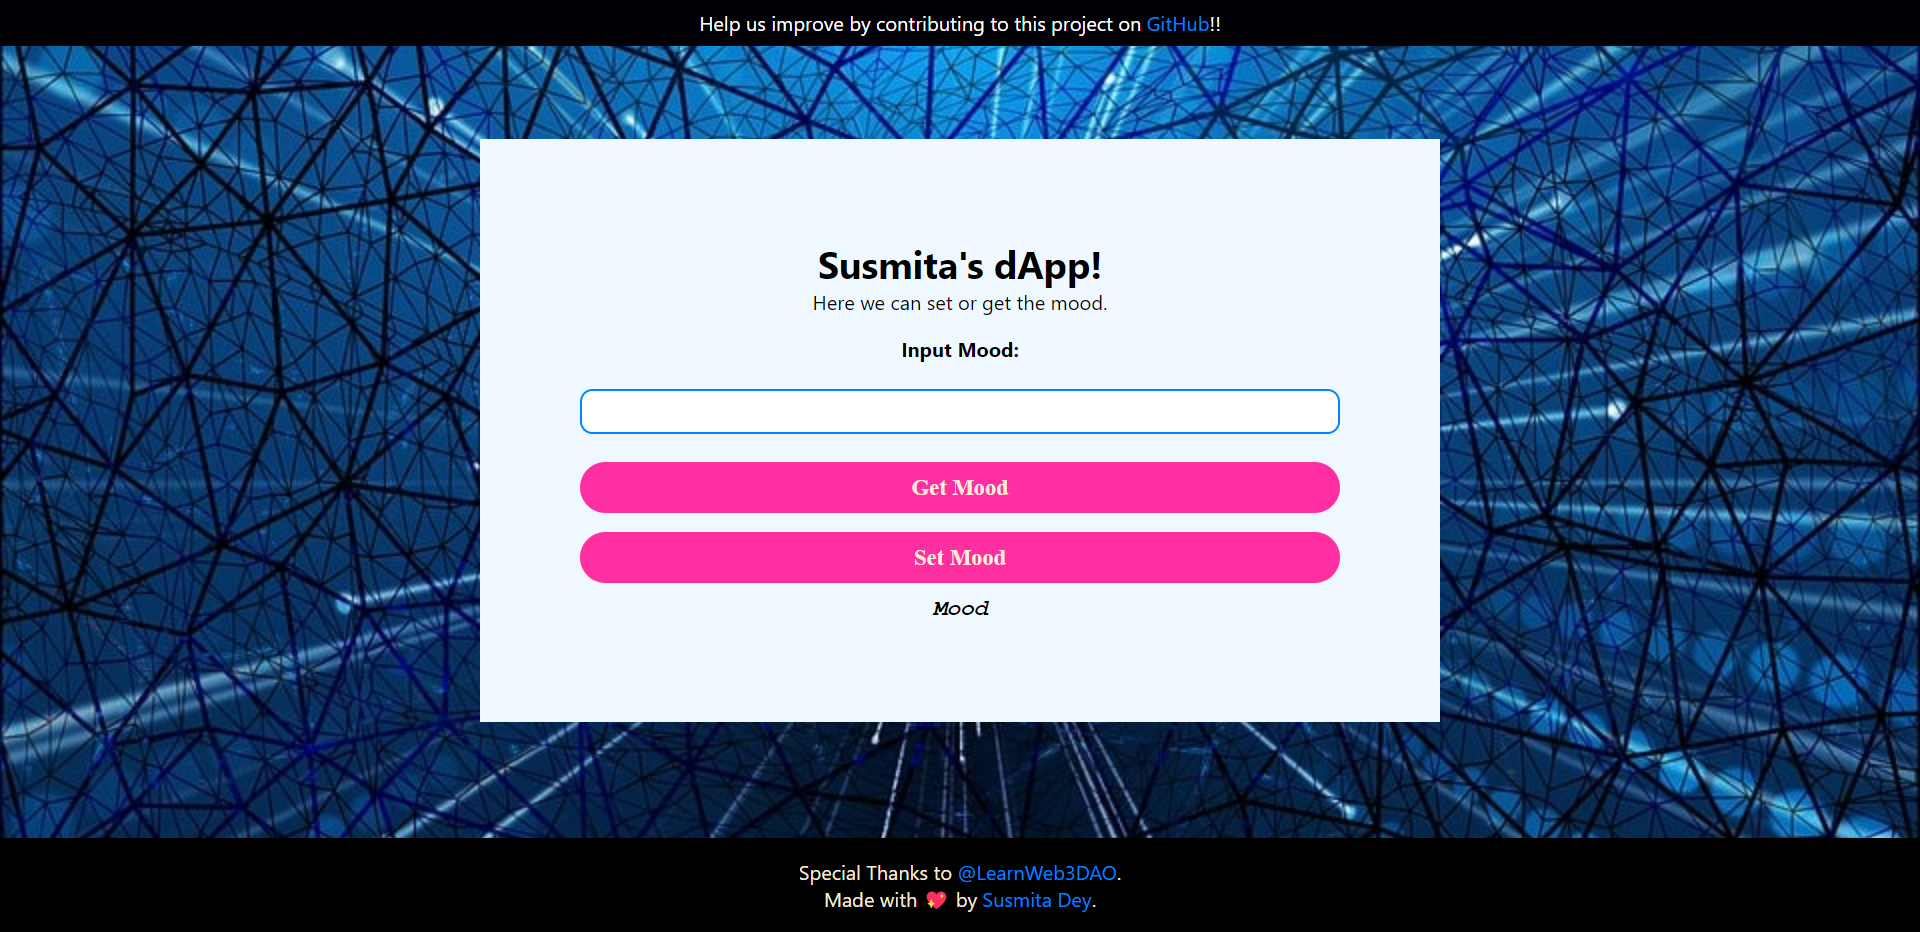 Help us improve by contributing to this project on GitHub!!
Susmita's dApp!
Here we can set or get the mood.
Input Mood:
Get Mood
Set Mood
Mood
Special Thanks to @LearnWeb3DAO.
Made with 💖 by Susmita Dey.